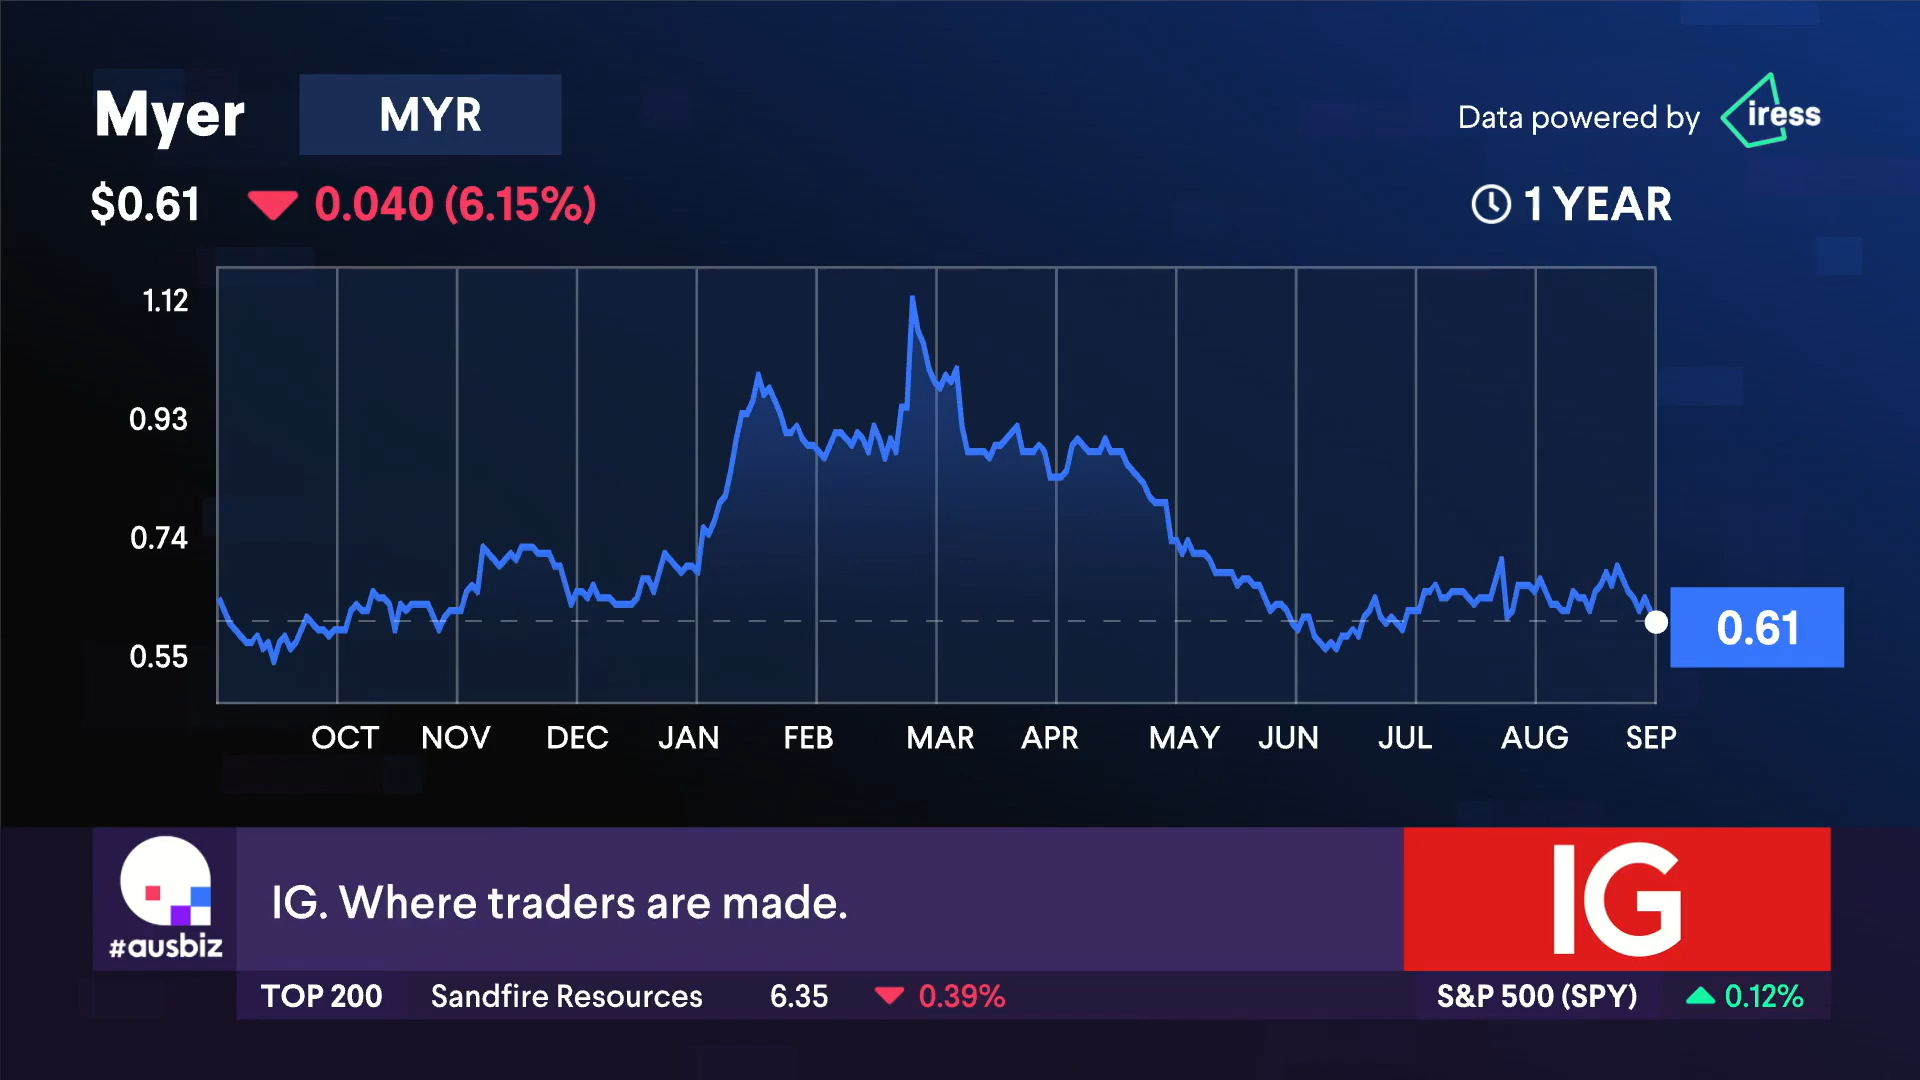 Myer MYR
Data powered by iress
$0.61 0.040 (6.15%)
1 YEAR
1.12
0.93
0.74
0.55
0.61
OCT NOV DEC JAN FEB MAR APR MAY JUN JUL AUG SEP
#ausbiz
IG. Where traders are made.
IG
TOP 200 Sandfire Resources 6.35 0.39% S&P 500 (SPY) 0.12%